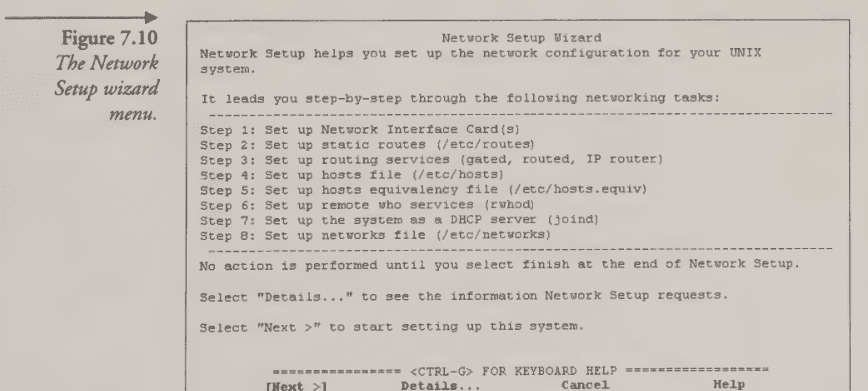 Figure 7.10
The Network
Setup wizard
menu.
Network Setup Wizard
Network Setup helps you set up the network configuration for your UNIX
system.
It leads you step-by-step through the following networking tasks:
--------------------------------------------------------------------------------
Step 1: Set up Network Interface Card(s)
Step 2: Set up static routes (/etc/routes)
Step 3: Set up routing services (gated, routed, IP router)
Step 4: Set up hosts file (/etc/hosts)
Step 5: Set up hosts equivalency file (/etc/hosts.equiv)
Step 6: Set up remote who services (rwhod)
Step 7: Set up the system as a DHCP server (joind)
Step 8: Set up networks file (/etc/networks)
--------------------------------------------------------------------------------
No action is performed until you select finish at the end of Network Setup.
Select "Details..." to see the information Network Setup requests.
Select "Next >" to start setting up this system.
================ <CTRL-G> FOR KEYBOARD HELP ==================
[Next >] Details... Cancel Help